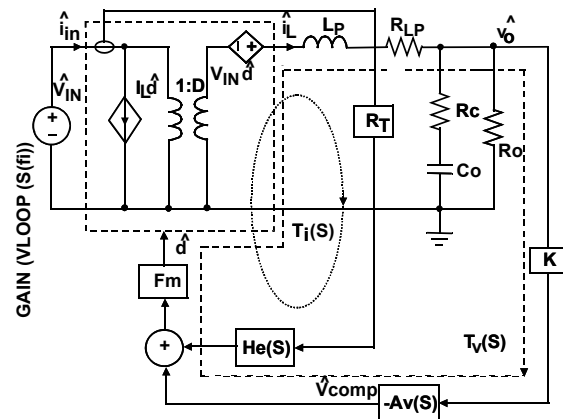 î_in
î_L
L_P
R_LP
v̂_o
V̂_IN
I_L d̂
1:D
V_IN d̂
+
R_T
Rc
Ro
Co
T_i(S)
d̂
K
Fm
T_v(S)
+
He(S)
V̂comp
-Av(S)
GAIN (VLOOP (S(fi))